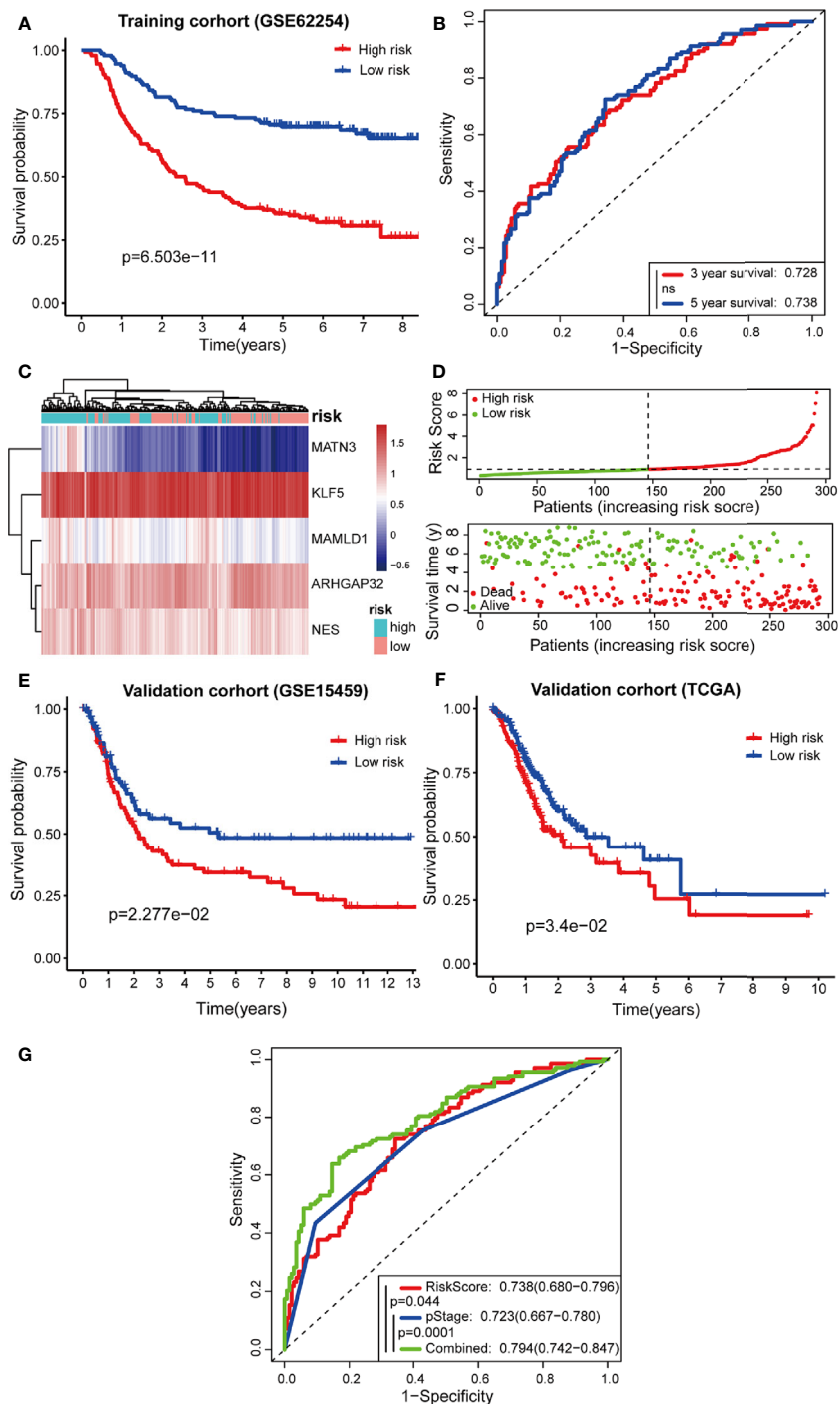 A
Training corhort (GSE62254)
High risk
Low risk
Survival probability
1.00
0.75
0.50
0.25
0.00
p=6.503e−11
0 1 2 3 4 5 6 7 8
Time(years)
B
Sensitivity
1.0
0.8
0.6
0.4
0.2
0.0
3 year survival: 0.728
ns
5 year survival: 0.738
0.0 0.2 0.4 0.6 0.8 1.0
1−Specificity
C
risk
MATN3
KLF5
MAMLD1
ARHGAP32
NES
1.5
1
0.5
0
−0.6
risk
high
low
D
High risk
Low risk
Risk Score
8
6
4
2
0 50 100 150 200 250 300
Patients (increasing risk socre)
Survival time (y)
8
6
4
2
0
Dead
Alive
0 50 100 150 200 250 300
Patients (increasing risk socre)
E
Validation corhort (GSE15459)
High risk
Low risk
Survival probability
1.00
0.75
0.50
0.25
0.00
p=2.277e−02
0 1 2 3 4 5 6 7 8 9 10 11 12 13
Time(years)
F
Validation corhort (TCGA)
High risk
Low risk
Survival probability
1.00
0.75
0.50
0.25
0.00
p=3.4e−02
0 1 2 3 4 5 6 7 8 9 10
Time(years)
G
Sensitivity
1.0
0.8
0.6
0.4
0.2
0.0
RiskScore: 0.738(0.680−0.796)
p=0.044
pStage: 0.723(0.667−0.780)
p=0.0001
Combined: 0.794(0.742−0.847)
0.0 0.2 0.4 0.6 0.8 1.0
1−Specificity